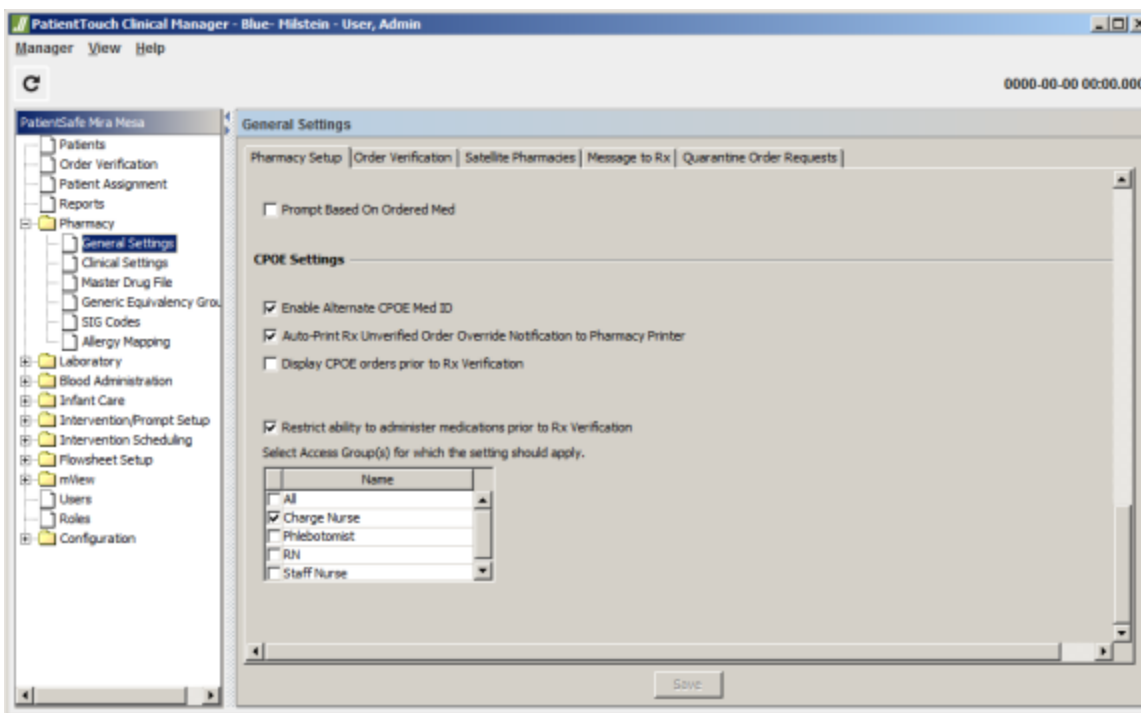 PatientTouch Clinical Manager - Blue- Milstein - User, Admin
Manager View Help
0000-00-00 00:00.000
PatientSafe Mira Mesa
Patients
Order Verification
Patient Assignment
Reports
Pharmacy
General Settings
Clinical Settings
Master Drug File
Generic Equivalency Grou
SIG Codes
Allergy Mapping
Laboratory
Blood Administration
Infant Care
Intervention/Prompt Setup
Intervention Scheduling
Flowsheet Setup
mView
Users
Roles
Configuration
General Settings
Pharmacy Setup Order Verification Satellite Pharmacies Message to Rx Quarantine Order Requests
Prompt Based On Ordered Med
CPOE Settings
Enable Alternate CPOE Med ID
Auto-Print Rx Unverified Order Override Notification to Pharmacy Printer
Display CPOE orders prior to Rx Verification
Restrict ability to administer medications prior to Rx Verification
Select Access Group(s) for which the setting should apply.
Name
All
Charge Nurse
Phlebotomist
RN
Staff Nurse
Save